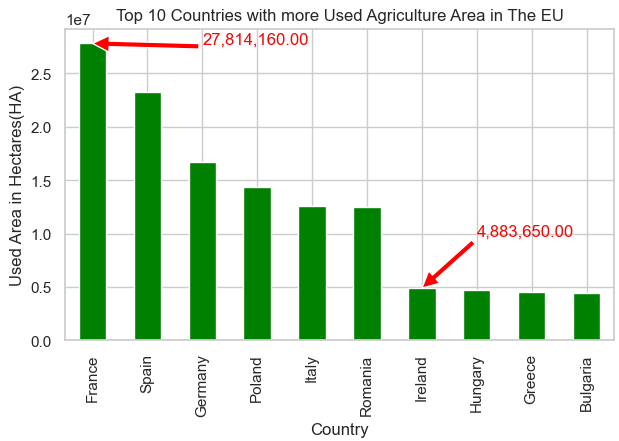 Top 10 Countries with more Used Agriculture Area in The EU
1e7
27,814,160.00
4,883,650.00
Used Area in Hectares(HA)
2.5
2.0
1.5
1.0
0.5
0.0
France
Spain
Germany
Poland
Italy
Romania
Ireland
Hungary
Greece
Bulgaria
Country